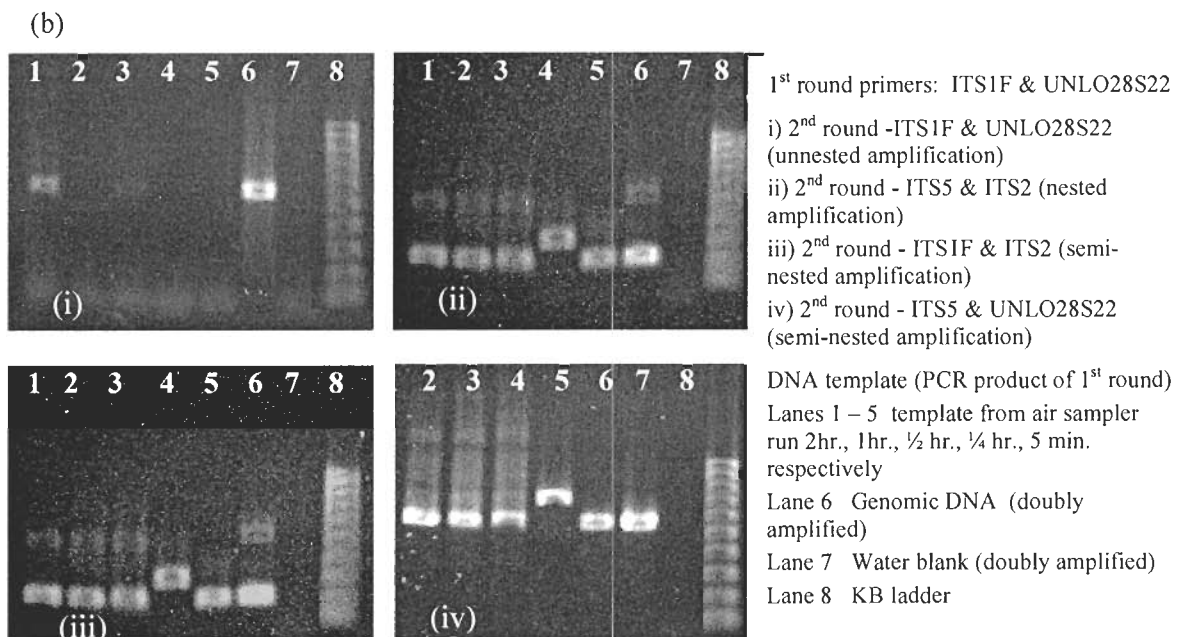 (b)
1 2 3 4 5 6 7 8
(i)
1 2 3 4 5 6 7 8
(ii)
1 2 3 4 5 6 7 8
(iii)
2 3 4 5 6 7 8
(iv)
1st round primers: ITS1F & UNLO28S22
i) 2nd round -ITS1F & UNLO28S22
(unnested amplification)
ii) 2nd round - ITS5 & ITS2 (nested
amplification)
iii) 2nd round - ITS1F & ITS2 (semi-
nested amplification)
iv) 2nd round - ITS5 & UNLO28S22
(semi-nested amplification)
DNA template (PCR product of 1st round)
Lanes 1 – 5 template from air sampler
run 2hr., 1hr., ½ hr., ¼ hr., 5 min.
respectively
Lane 6 Genomic DNA (doubly
amplified)
Lane 7 Water blank (doubly amplified)
Lane 8 KB ladder